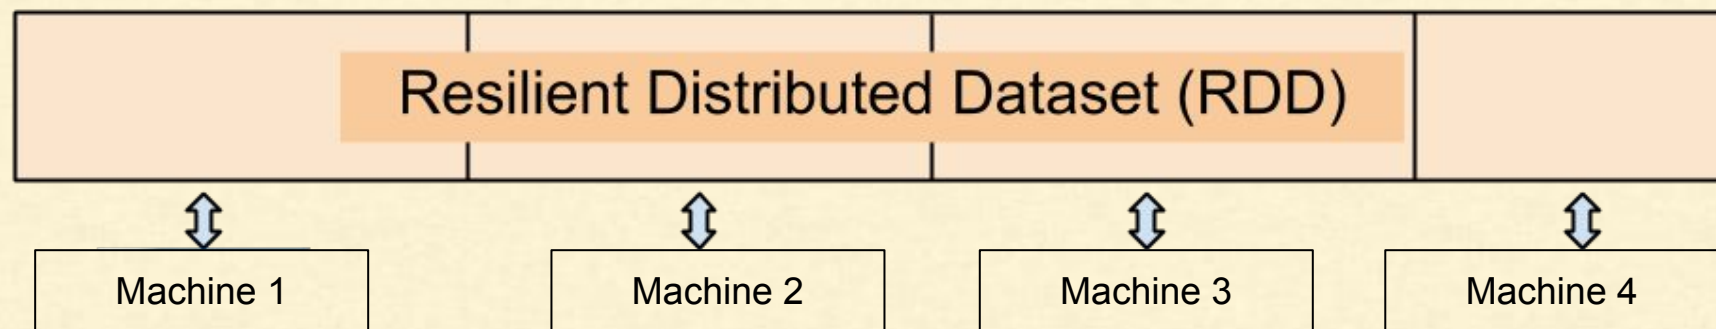 Resilient Distributed Dataset (RDD)
Machine 1
Machine 2
Machine 3
Machine 4